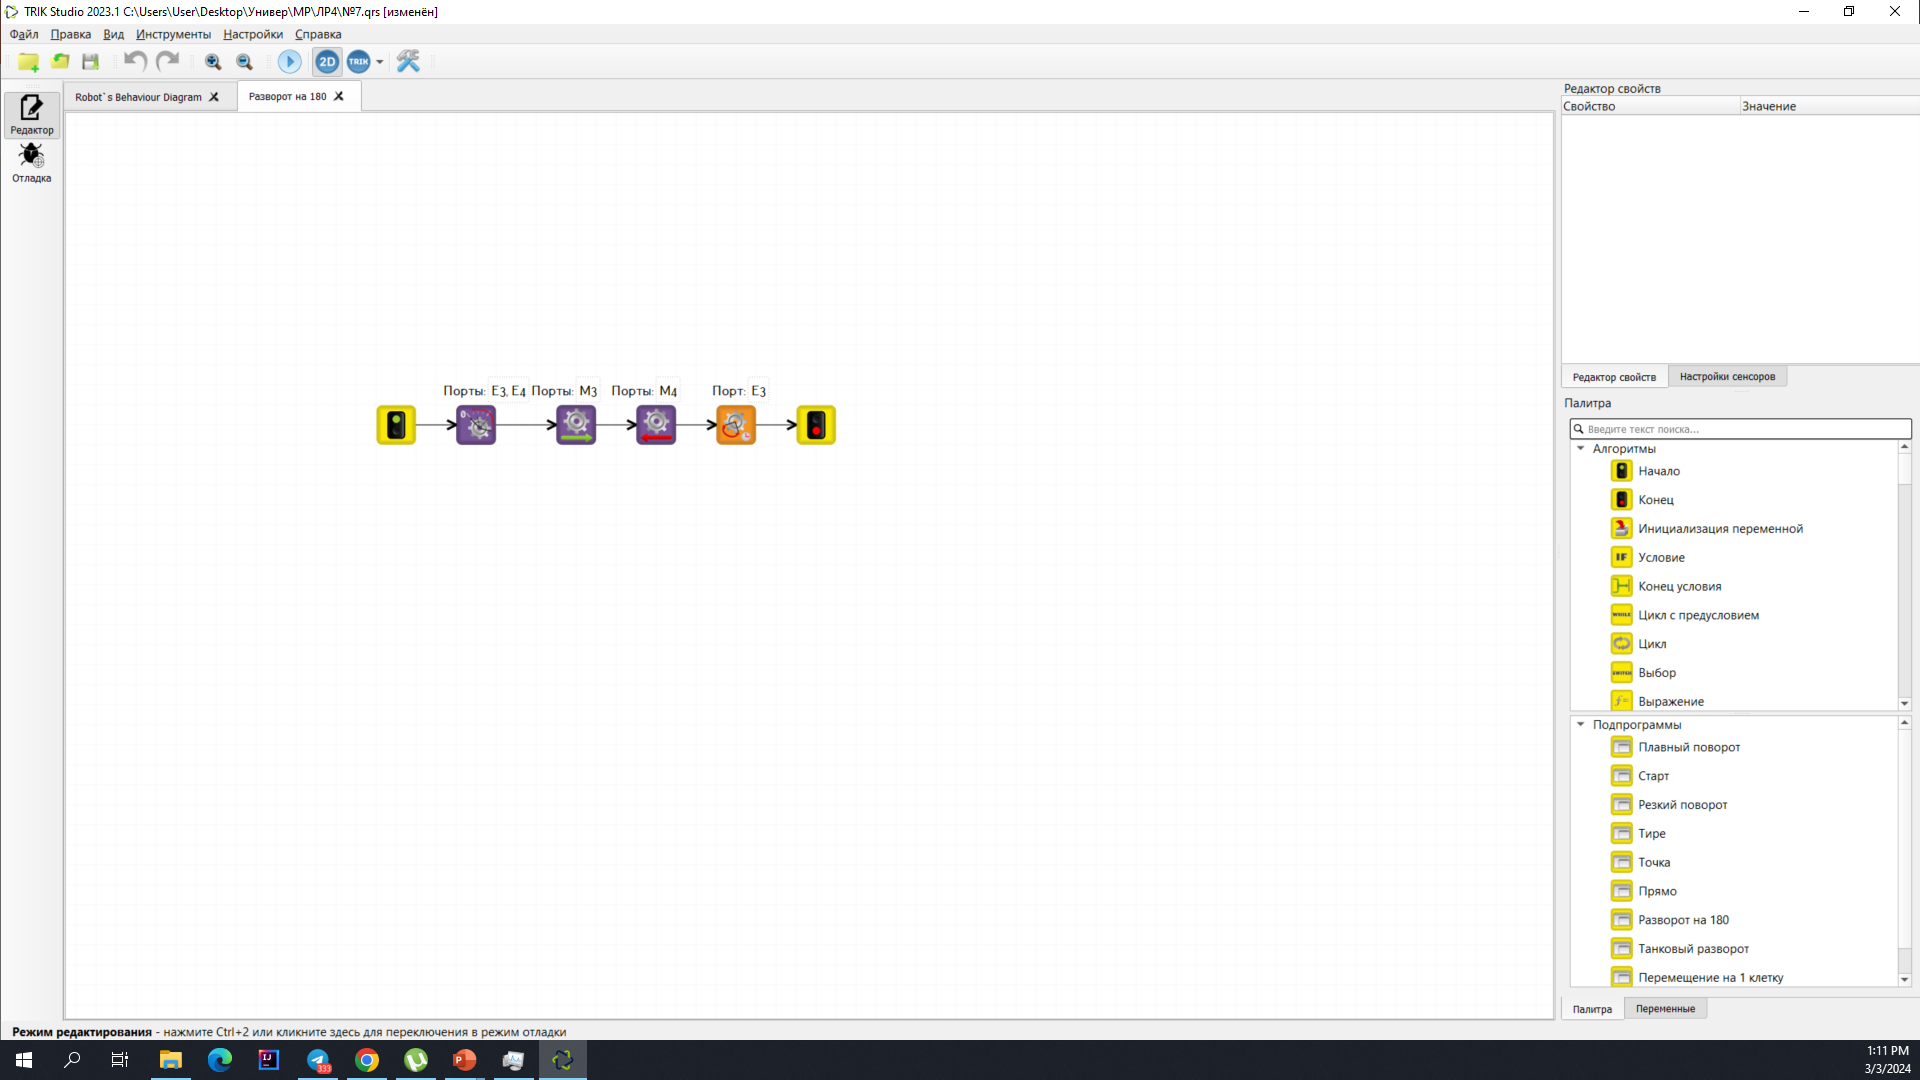 TRIK Studio 2023.1 C:\Users\User\Desktop\Универ\МР\ЛР4\№7.qrs [изменён]
Файл Правка Вид Инструменты Настройки Справка
2D TRIK
Robot`s Behaviour Diagram Разворот на 180
Редактор
Отладка
Порты: E3, E4 Порты: M3 Порты: M4 Порт: E3
Редактор свойств
Свойство Значение
Редактор свойств Настройки сенсоров
Палитра
Введите текст поиска...
Алгоритмы
Начало
Конец
Инициализация переменной
IF Условие
Конец условия
WHILE Цикл с предусловием
Цикл
SWITCH Выбор
f= Выражение
Подпрограммы
Плавный поворот
Старт
Резкий поворот
Тире
Точка
Прямо
Разворот на 180
Танковый разворот
Перемещение на 1 клетку
Палитра Переменные
Режим редактирования - нажмите Ctrl+2 или кликните здесь для переключения в режим отладки
333
1:11 PM
3/3/2024